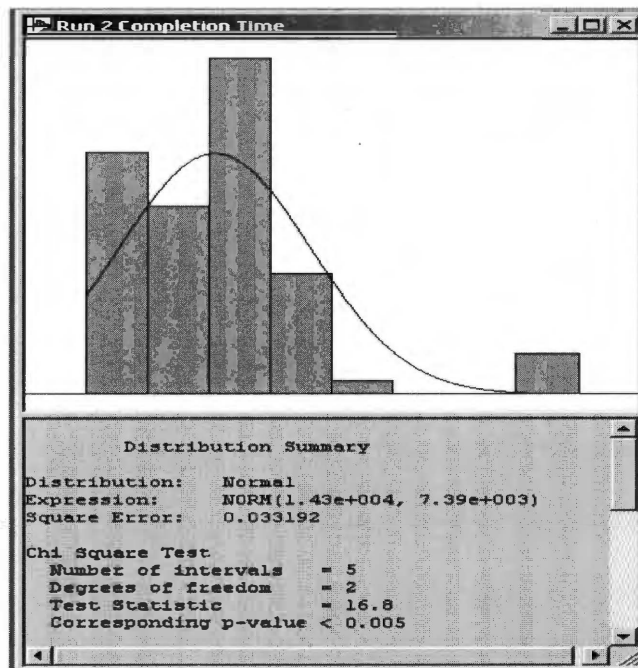 Run 2 Completion Time
Distribution Summary
Distribution: Normal
Expression: NORM(1.43e+004, 7.39e+003)
Square Error: 0.033192
Chi Square Test
Number of intervals = 5
Degrees of freedom = 2
Test Statistic = 16.8
Corresponding p-value < 0.005